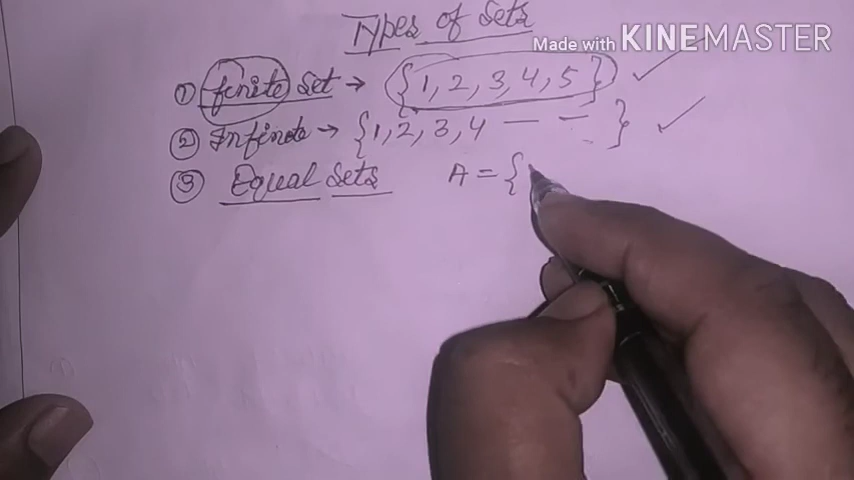 Types of Sets
Made with KINEMASTER
① finite Set → {1, 2, 3, 4, 5} ✓
② Infinite → {1, 2, 3, 4 — — } ✓
③ Equal Sets A = {